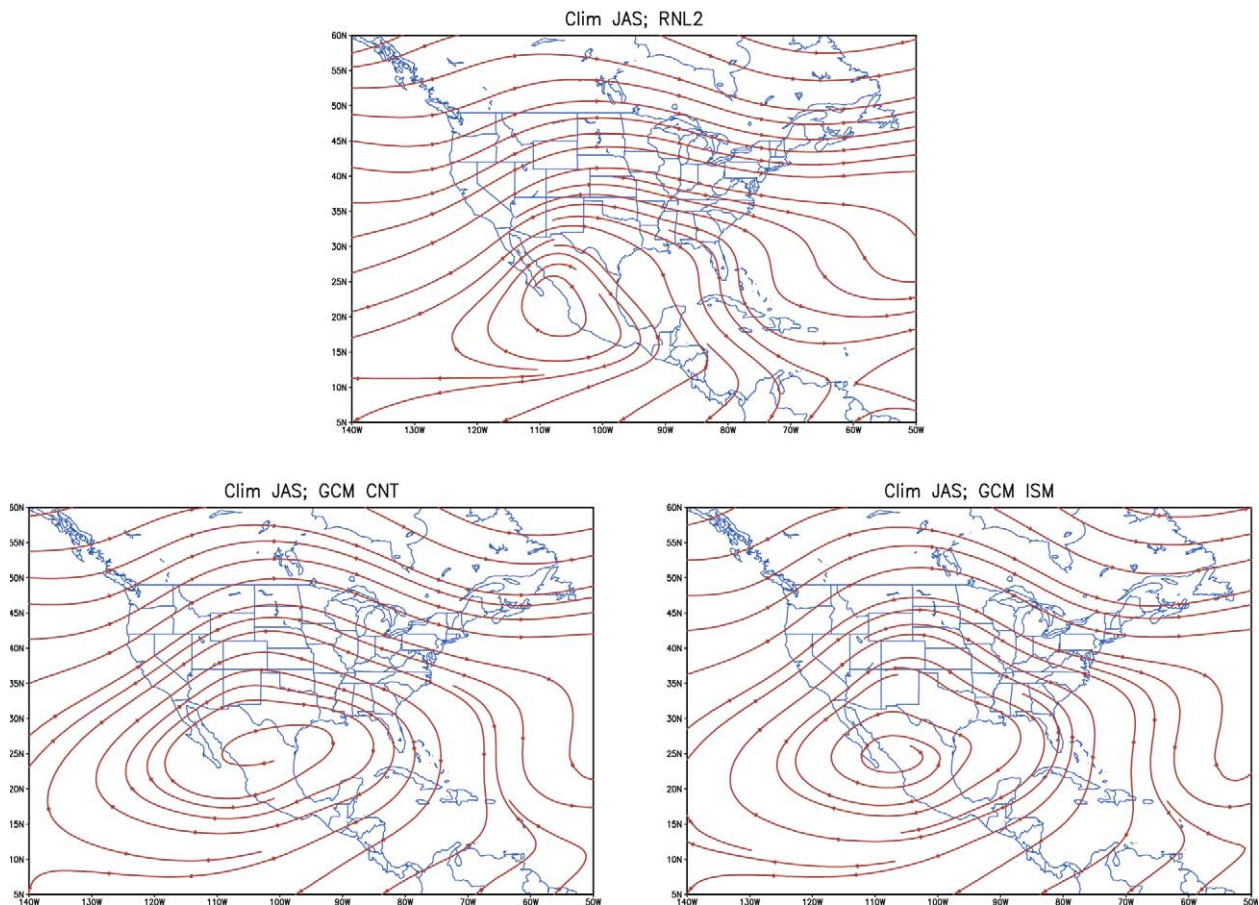 Clim JAS; RNL2
60N
55N
50N
45N
40N
35N
30N
25N
20N
15N
10N
5N
140W 130W 120W 110W 100W 90W 80W 70W 60W 50W
Clim JAS; GCM CNT
60N
55N
50N
45N
40N
35N
30N
25N
20N
15N
10N
5N
140W 130W 120W 110W 100W 90W 80W 70W 60W 50W
Clim JAS; GCM ISM
60N
55N
50N
45N
40N
35N
30N
25N
20N
15N
10N
5N
140W 130W 120W 110W 100W 90W 80W 70W 60W 50W